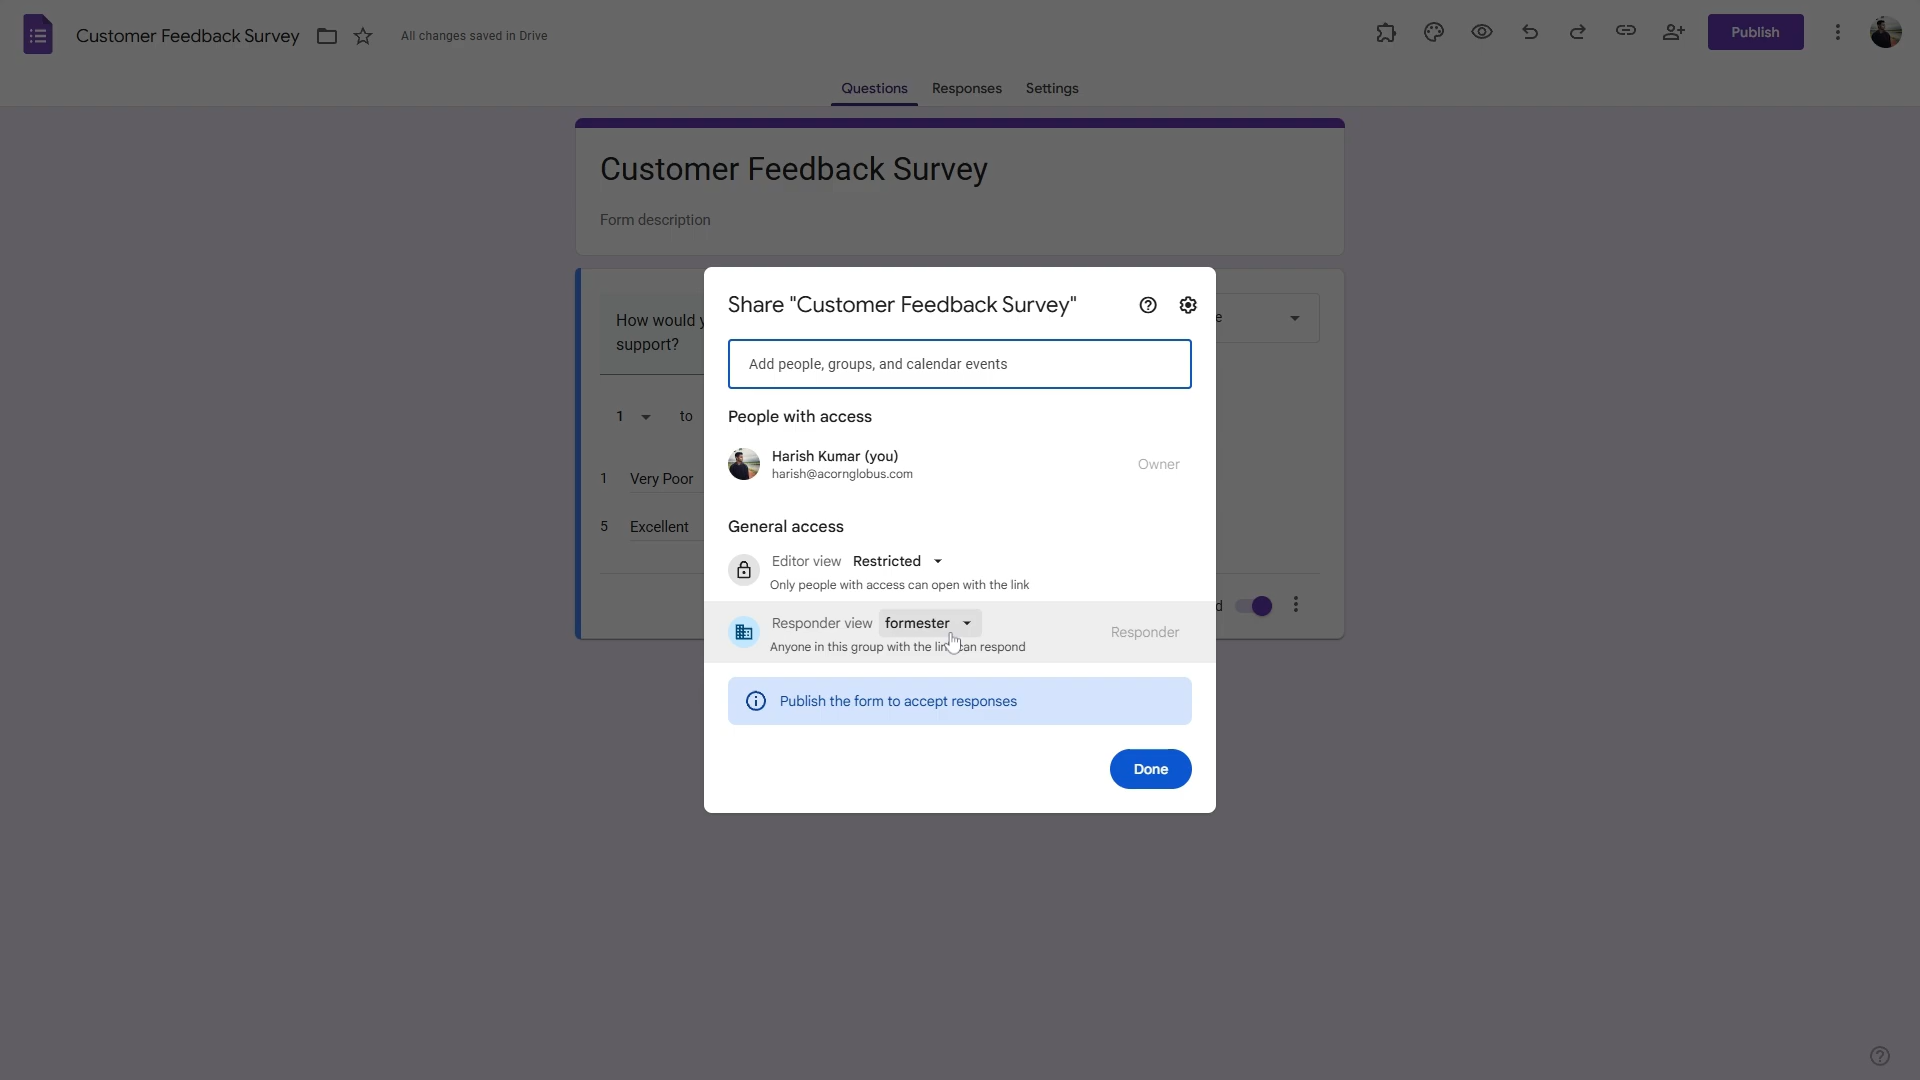 Customer Feedback Survey
All changes saved in Drive
Publish
Questions Responses Settings
Customer Feedback Survey
Form description
How would
support?
1 to
1 Very Poor
5 Excellent
Share "Customer Feedback Survey"
Add people, groups, and calendar events
People with access
Harish Kumar (you)
harish@acornglobus.com
Owner
General access
Editor view Restricted
Only people with access can open with the link
Responder view formester
Anyone in this group with the link can respond
Responder
Publish the form to accept responses
Done